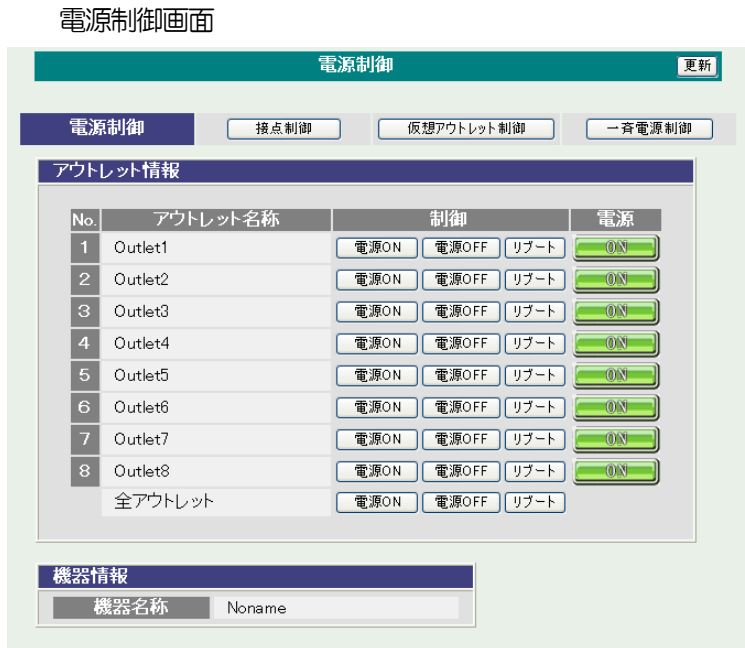 電源制御画面
電源制御 更新
電源制御 接点制御 仮想アウトレット制御 一斉電源制御
アウトレット情報
No. アウトレット名称 制御 電源
1 Outlet1 電源ON 電源OFF リブート ON
2 Outlet2 電源ON 電源OFF リブート ON
3 Outlet3 電源ON 電源OFF リブート ON
4 Outlet4 電源ON 電源OFF リブート ON
5 Outlet5 電源ON 電源OFF リブート ON
6 Outlet6 電源ON 電源OFF リブート ON
7 Outlet7 電源ON 電源OFF リブート ON
8 Outlet8 電源ON 電源OFF リブート ON
全アウトレット 電源ON 電源OFF リブート
機器情報
機器名称 Noname